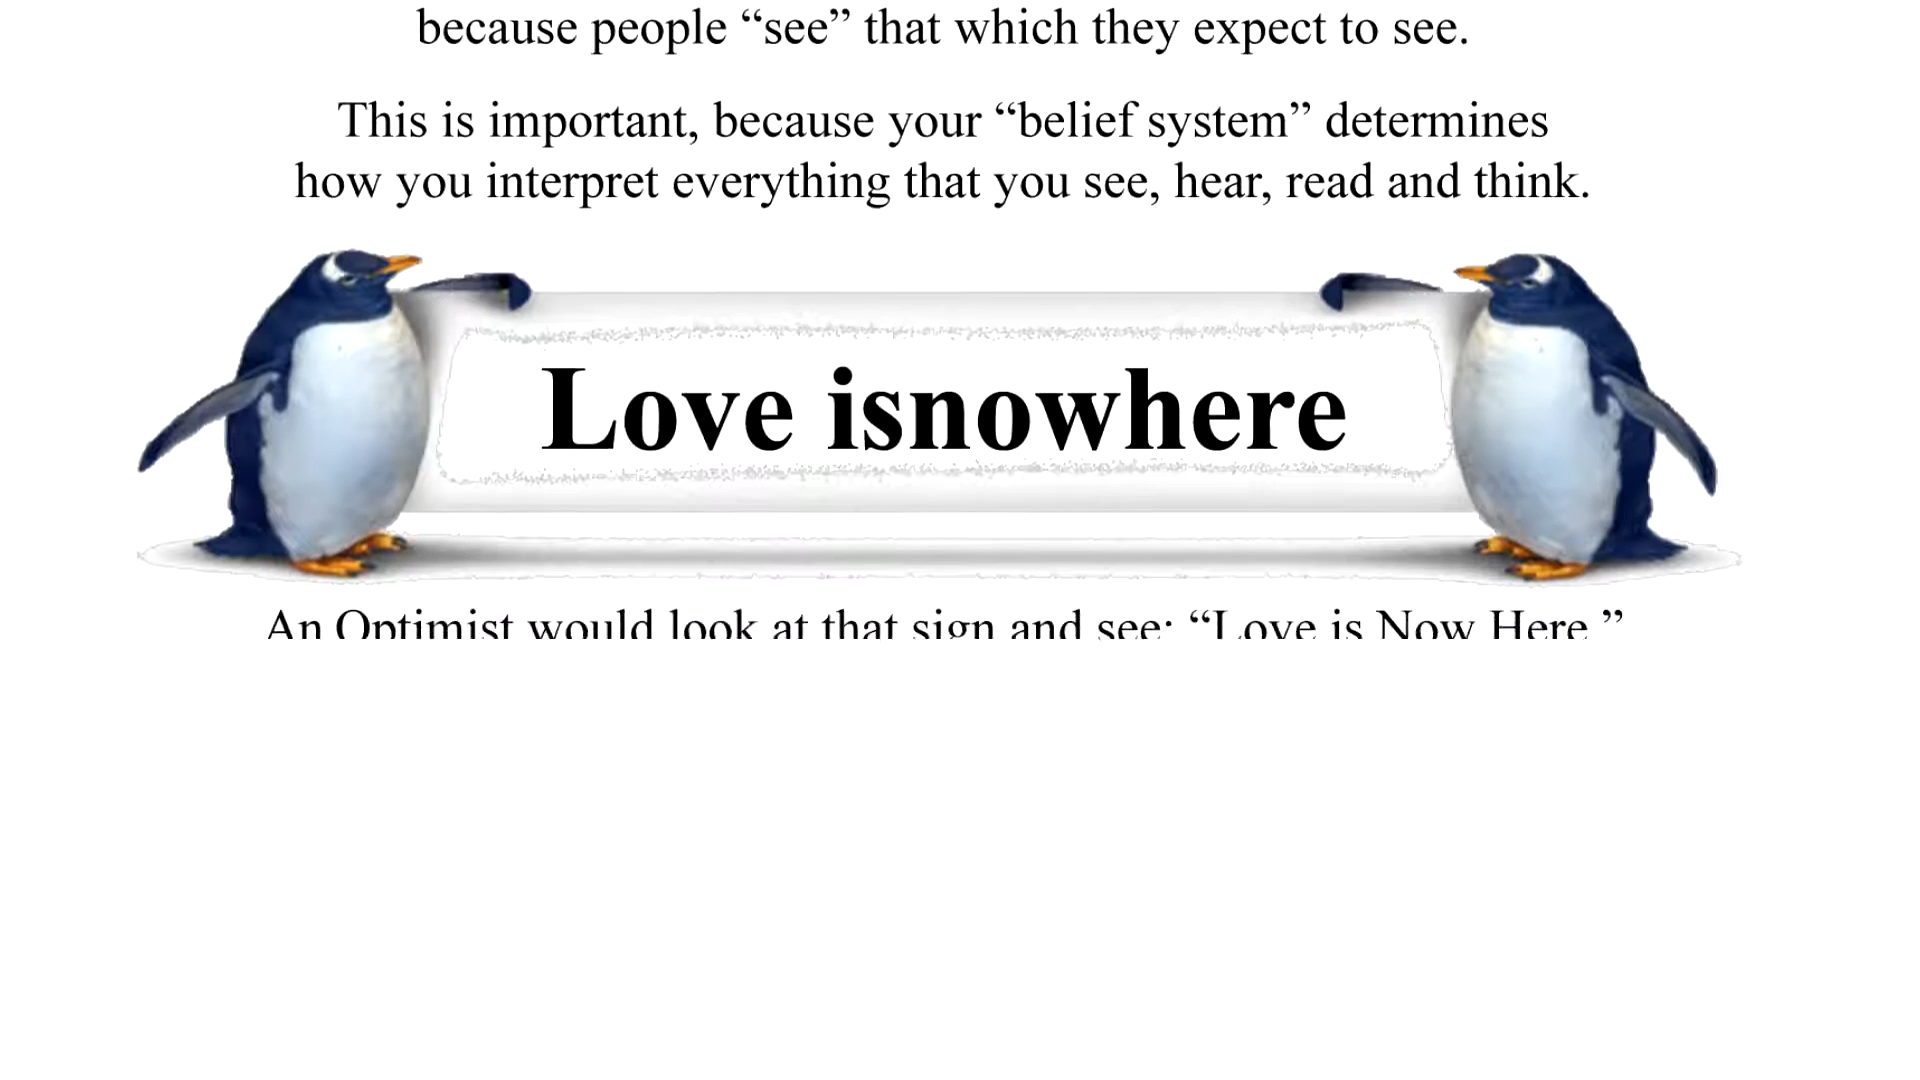 because people “see” that which they expect to see.
This is important, because your “belief system” determines
how you interpret everything that you see, hear, read and think.
Love isnowhere
An Optimist would look at that sign and see: “Love is Now Here.”